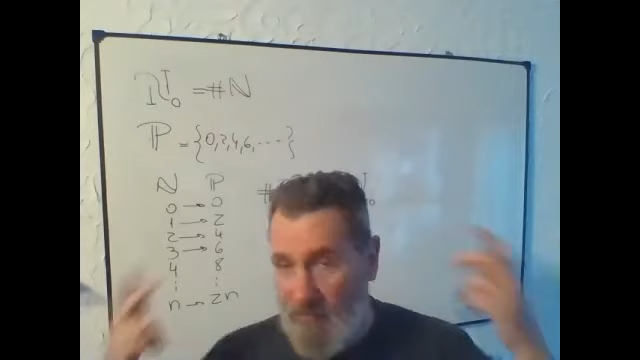 ℵ₀ = #ℕ
ℙ = {0,2,4,6,....}
ℕ ℙ
0 → 0
1 → 2
2 → 4
3 → 6
4 8
⋮ ⋮
n → 2n